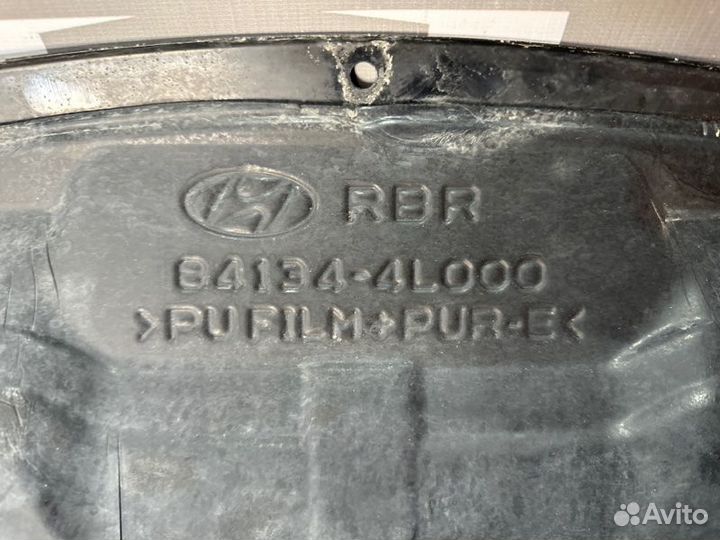 RBR
84134-4L000
>PU FILM+PUR-E<
Avito